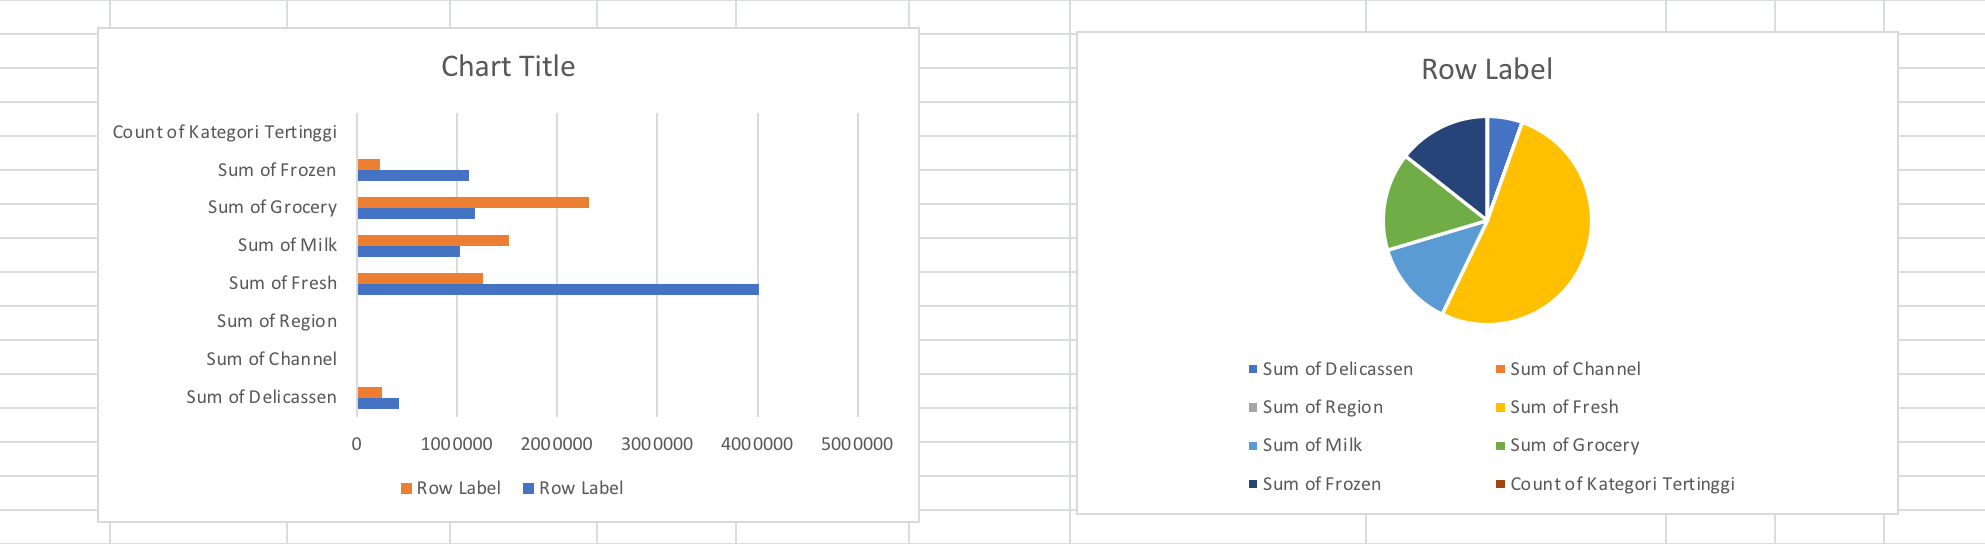 Chart Title
Count of Kategori Tertinggi
Sum of Frozen
Sum of Grocery
Sum of Milk
Sum of Fresh
Sum of Region
Sum of Channel
Sum of Delicassen
0 1000000 2000000 3000000 4000000 5000000
Row Label Row Label
Row Label
Sum of Delicassen Sum of Channel
Sum of Region Sum of Fresh
Sum of Milk Sum of Grocery
Sum of Frozen Count of Kategori Tertinggi